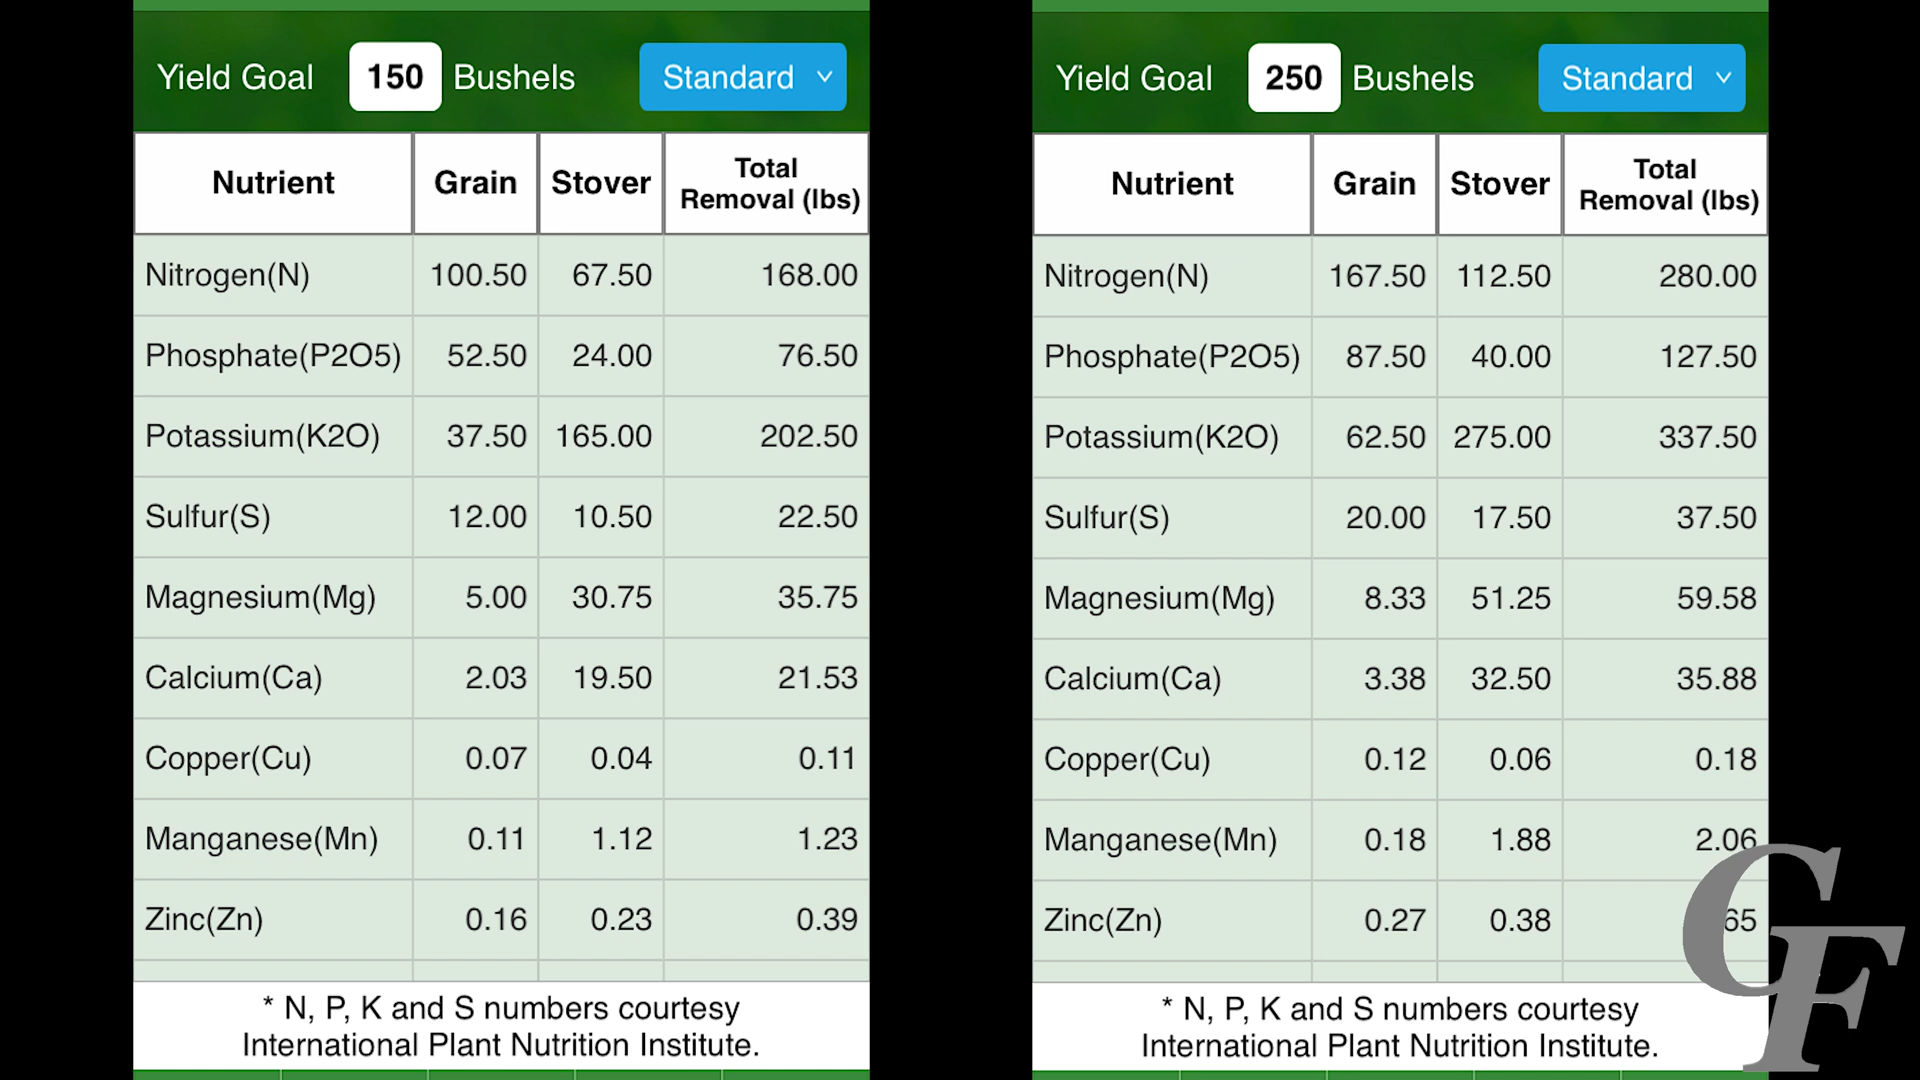 Yield Goal 150 Bushels Standard
Nutrient Grain Stover Total Removal (lbs)
Nitrogen(N) 100.50 67.50 168.00
Phosphate(P2O5) 52.50 24.00 76.50
Potassium(K2O) 37.50 165.00 202.50
Sulfur(S) 12.00 10.50 22.50
Magnesium(Mg) 5.00 30.75 35.75
Calcium(Ca) 2.03 19.50 21.53
Copper(Cu) 0.07 0.04 0.11
Manganese(Mn) 0.11 1.12 1.23
Zinc(Zn) 0.16 0.23 0.39
* N, P, K and S numbers courtesy
International Plant Nutrition Institute.
Yield Goal 250 Bushels Standard
Nutrient Grain Stover Total Removal (lbs)
Nitrogen(N) 167.50 112.50 280.00
Phosphate(P2O5) 87.50 40.00 127.50
Potassium(K2O) 62.50 275.00 337.50
Sulfur(S) 20.00 17.50 37.50
Magnesium(Mg) 8.33 51.25 59.58
Calcium(Ca) 3.38 32.50 35.88
Copper(Cu) 0.12 0.06 0.18
Manganese(Mn) 0.18 1.88 2.06
Zinc(Zn) 0.27 0.38
* N, P, K and S numbers courtesy
International Plant Nutrition Institute.
CF